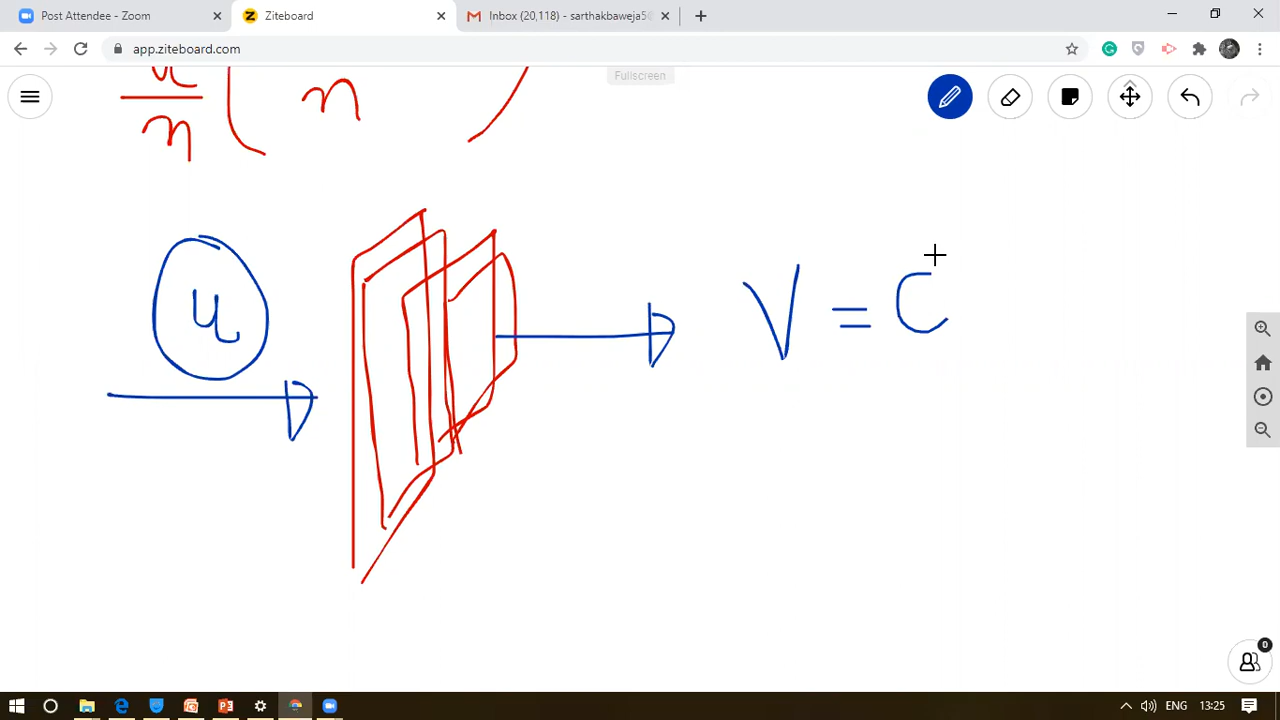 Post Attendee - Zoom
Ziteboard
Inbox (20,118) - sarthakbaweja5@
app.ziteboard.com
Fullscreen
n ( n )
n
u
V = C
0
ENG 13:25